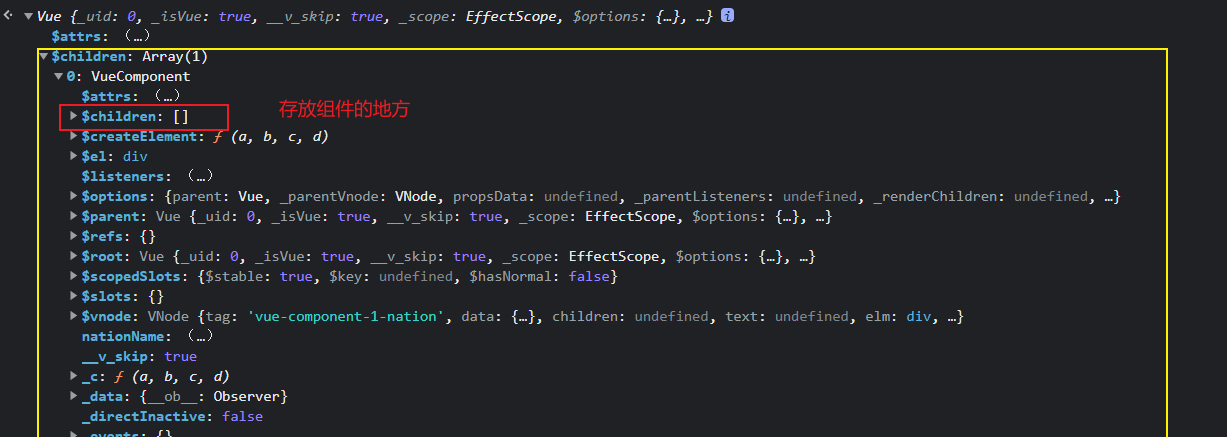 Vue {_uid: 0, _isVue: true, __v_skip: true, _scope: EffectScope, $options: {…}, …} i
$attrs: (…)
$children: Array(1)
0: VueComponent
$attrs: (…)
$children: [] 存放组件的地方
$createElement: ƒ (a, b, c, d)
$el: div
$listeners: (…)
$options: {parent: Vue, _parentVnode: VNode, propsData: undefined, _parentListeners: undefined, _renderChildren: undefined, …}
$parent: Vue {_uid: 0, _isVue: true, __v_skip: true, _scope: EffectScope, $options: {…}, …}
$refs: {}
$root: Vue {_uid: 0, _isVue: true, __v_skip: true, _scope: EffectScope, $options: {…}, …}
$scopedSlots: {$stable: true, $key: undefined, $hasNormal: false}
$slots: {}
$vnode: VNode {tag: 'vue-component-1-nation', data: {…}, children: undefined, text: undefined, elm: div, …}
nationName: (…)
__v_skip: true
_c: ƒ (a, b, c, d)
_data: {__ob__: Observer}
_directInactive: false
_events: {}